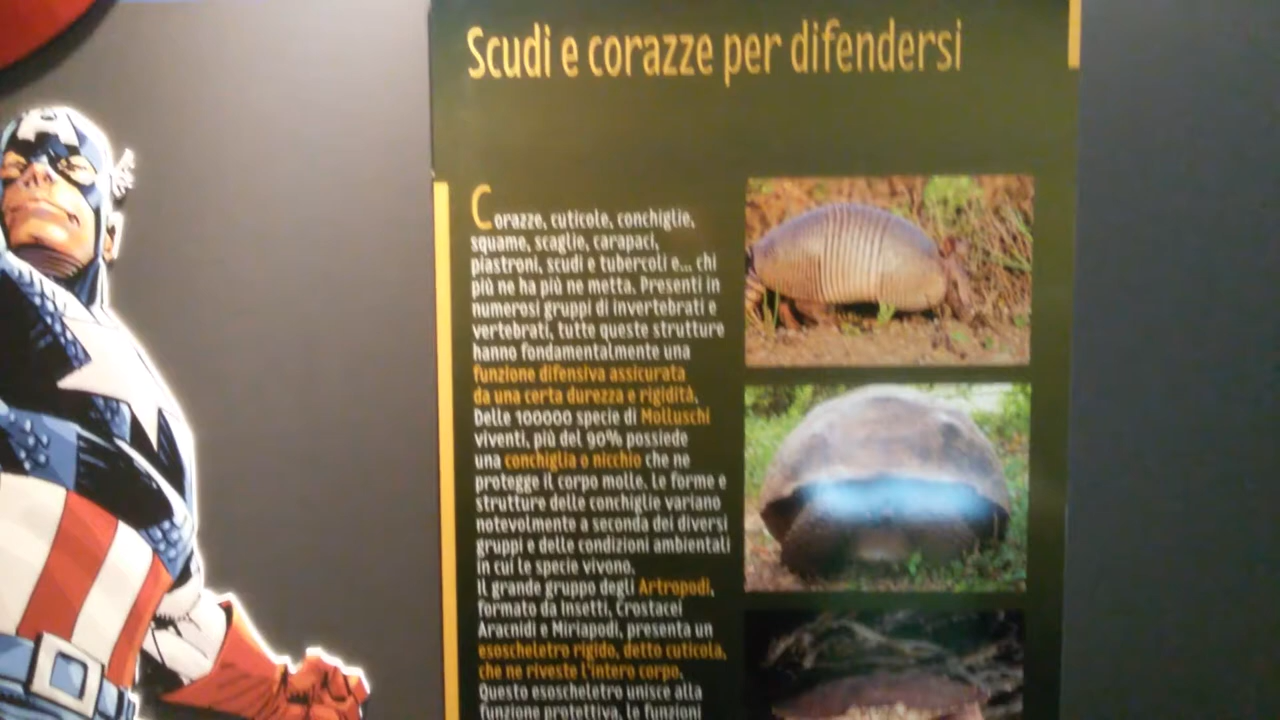 Scudi e corazze per difendersi
Corazze, cuticole, conchiglie,
squame, scaglie, carapaci,
piastroni, scudi e tubercoli e... chi
più ne ha più ne metta. Presenti in
numerosi gruppi di invertebrati e
vertebrati, tutte queste strutture
hanno fondamentalmente una
funzione difensiva assicurata
da una certa durezza e rigidità.
Delle 100000 specie di Molluschi
viventi, più del 90% possiede
una conchiglia o nicchio che ne
protegge il corpo molle. Le forme e
strutture delle conchiglie variano
notevolmente a seconda dei diversi
gruppi e delle condizioni ambientali
in cui le specie vivono.
Il grande gruppo degli Artropodi,
formato da Insetti, Crostacei
Aracnidi e Miriapodi, presenta un
esoscheletro rigido, detto cuticola,
che ne riveste l'intero corpo.
Questo esoscheletro unisce alla
funzione protettiva, le funzioni